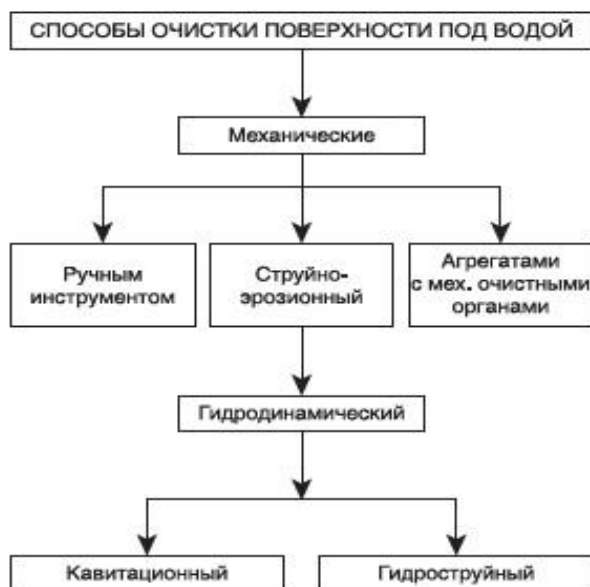 СПОСОБЫ ОЧИСТКИ ПОВЕРХНОСТИ ПОД ВОДОЙ
Механические
Ручным
инструментом
Струйно-
эрозионный
Агрегатами
с мех. очистными
органами
Гидродинамический
Кавитационный
Гидроструйный